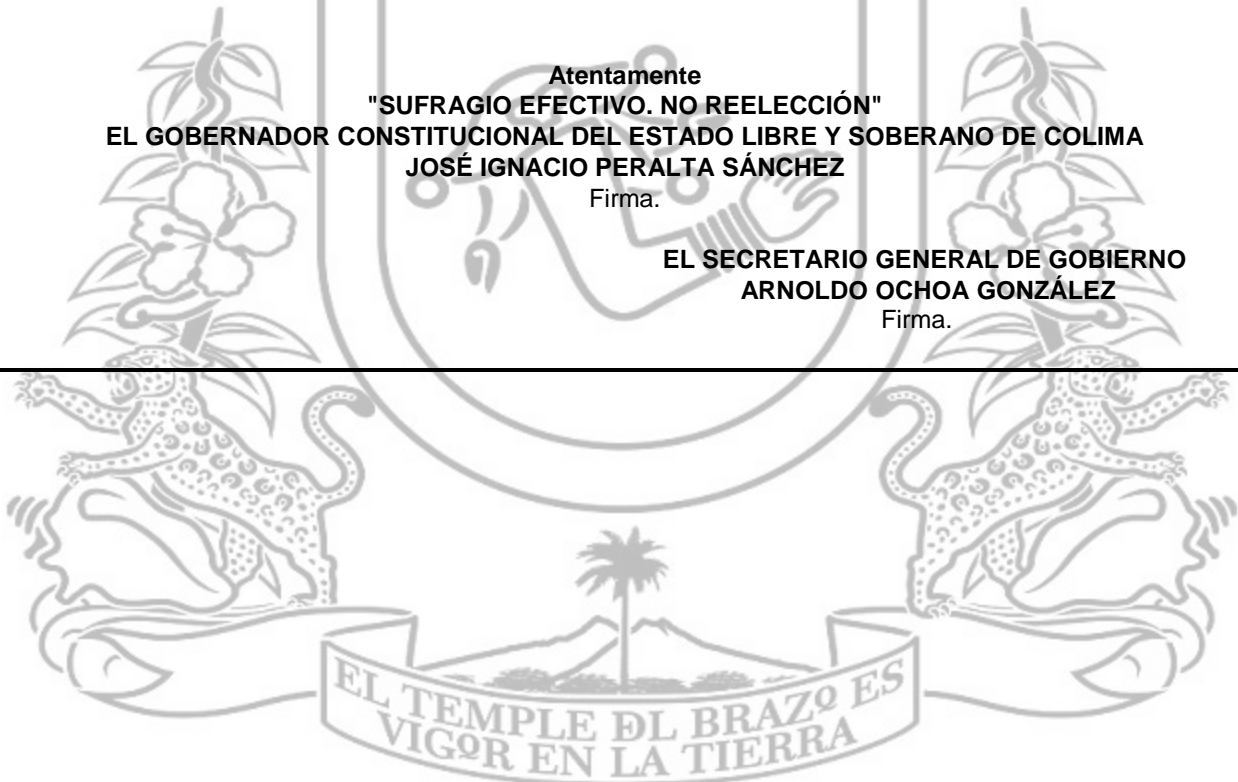 Atentamente
"SUFRAGIO EFECTIVO. NO REELECCIÓN"
EL GOBERNADOR CONSTITUCIONAL DEL ESTADO LIBRE Y SOBERANO DE COLIMA
JOSÉ IGNACIO PERALTA SÁNCHEZ
Firma.
EL SECRETARIO GENERAL DE GOBIERNO
ARNOLDO OCHOA GONZÁLEZ
Firma.
EL TEMPLE DL BRAZO ES
VIGOR EN LA TIERRA